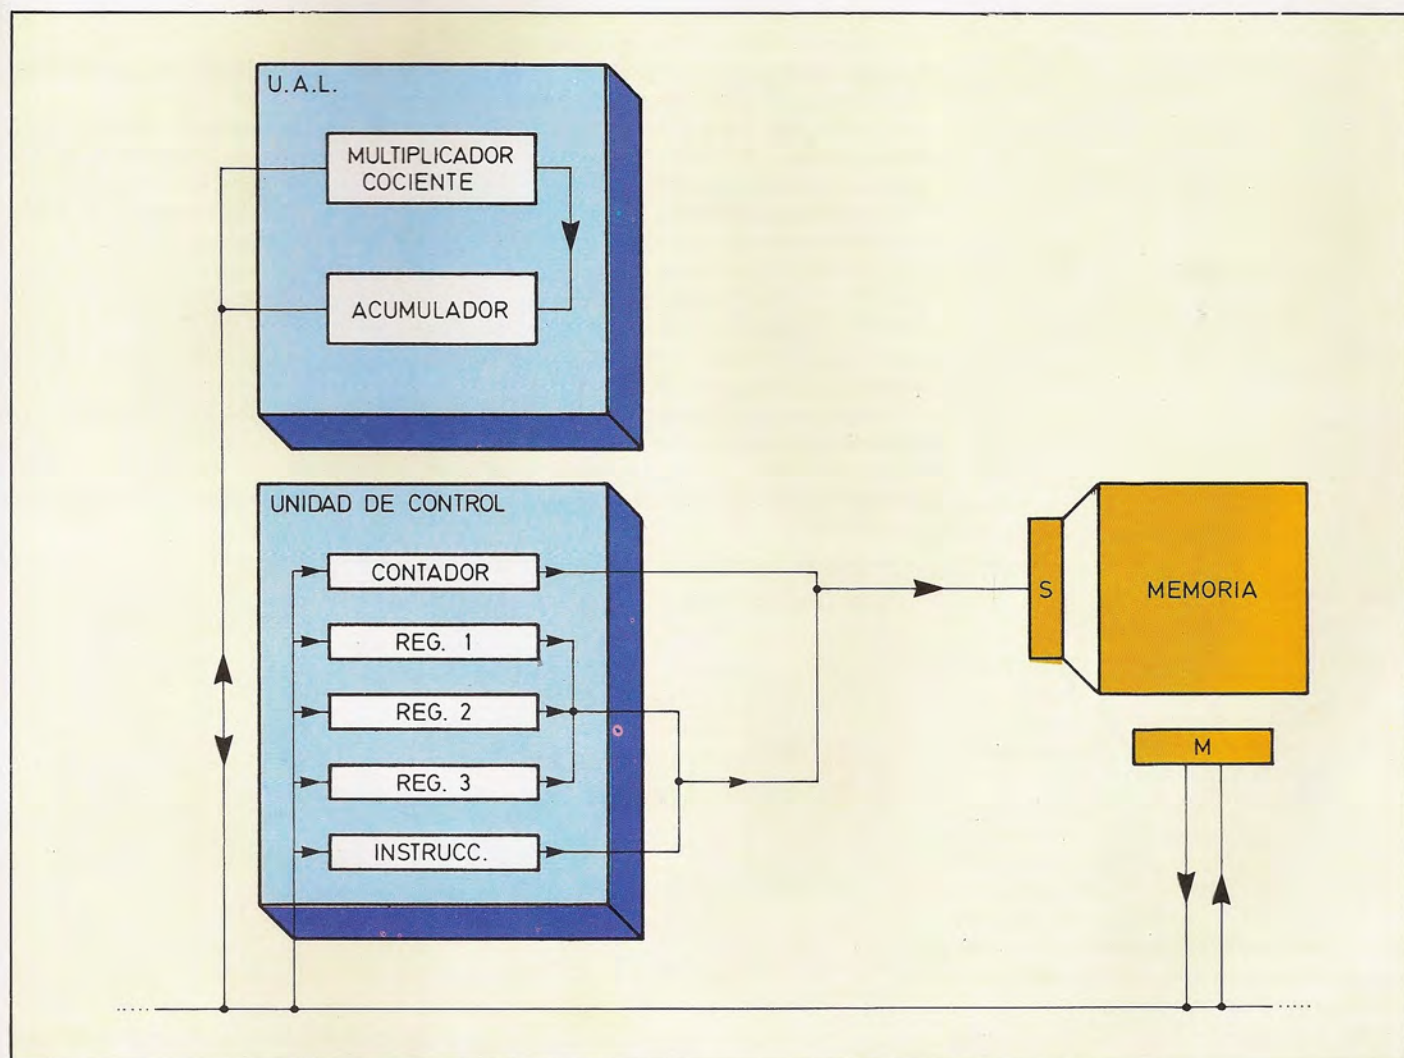 U.A.L.
MULTIPLICADOR
COCIENTE
ACUMULADOR
UNIDAD DE CONTROL
CONTADOR
REG. 1
REG. 2
REG. 3
INSTRUCC.
S
MEMORIA
M